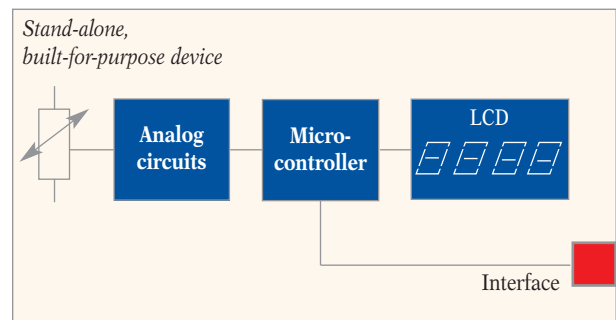 Stand-alone,
built-for-purpose device
Analog
circuits
Micro-
controller
LCD
Interface